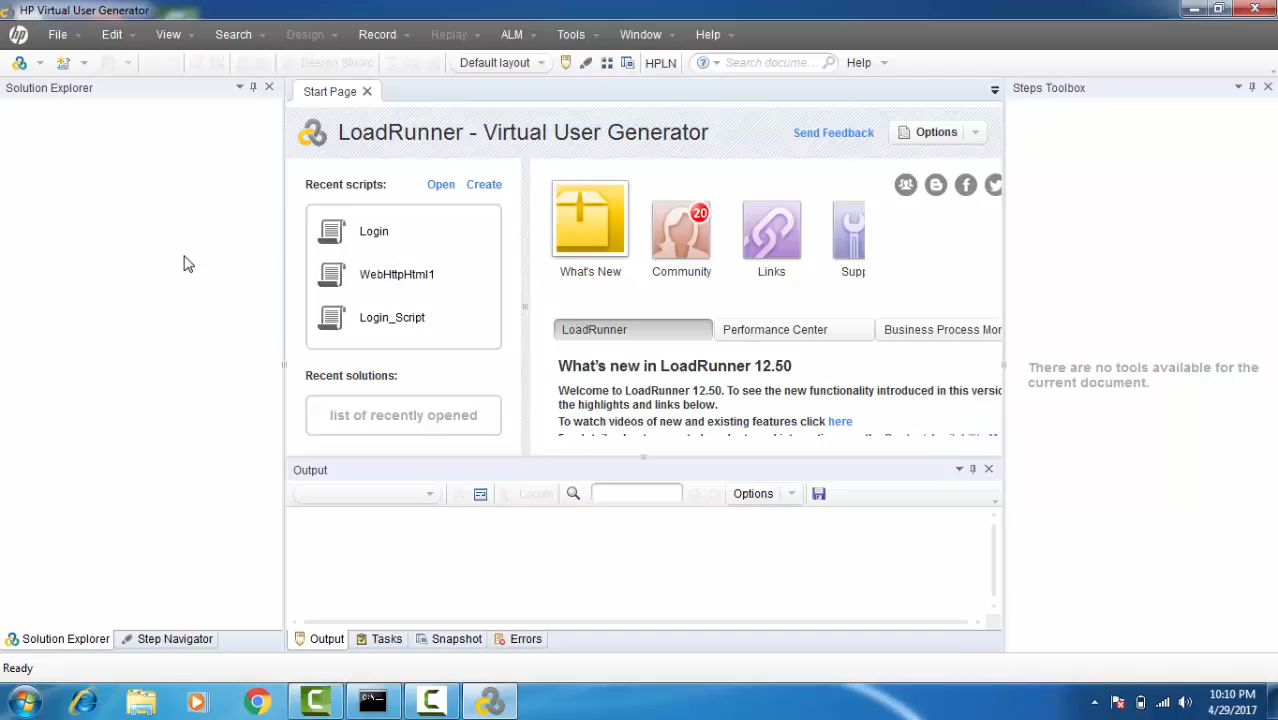 HP Virtual User Generator
hp File Edit View Search Design Record Replay ALM Tools Window Help
Design Studio Default layout HPLN Search docume... Help
Solution Explorer
Start Page
Steps Toolbox
LoadRunner - Virtual User Generator
Send Feedback
Options
Recent scripts: Open Create
Login
WebHttpHtml1
Login_Script
Recent solutions:
list of recently opened
20
What's New Community Links Supp
LoadRunner Performance Center Business Process Mor
What's new in LoadRunner 12.50
Welcome to LoadRunner 12.50. To see the new functionality introduced in this versic
the highlights and links below.
To watch videos of new and existing features click here
There are no tools available for the
current document.
Output
Locate Options
Solution Explorer Step Navigator
Output Tasks Snapshot Errors
Ready
10:10 PM
4/29/2017